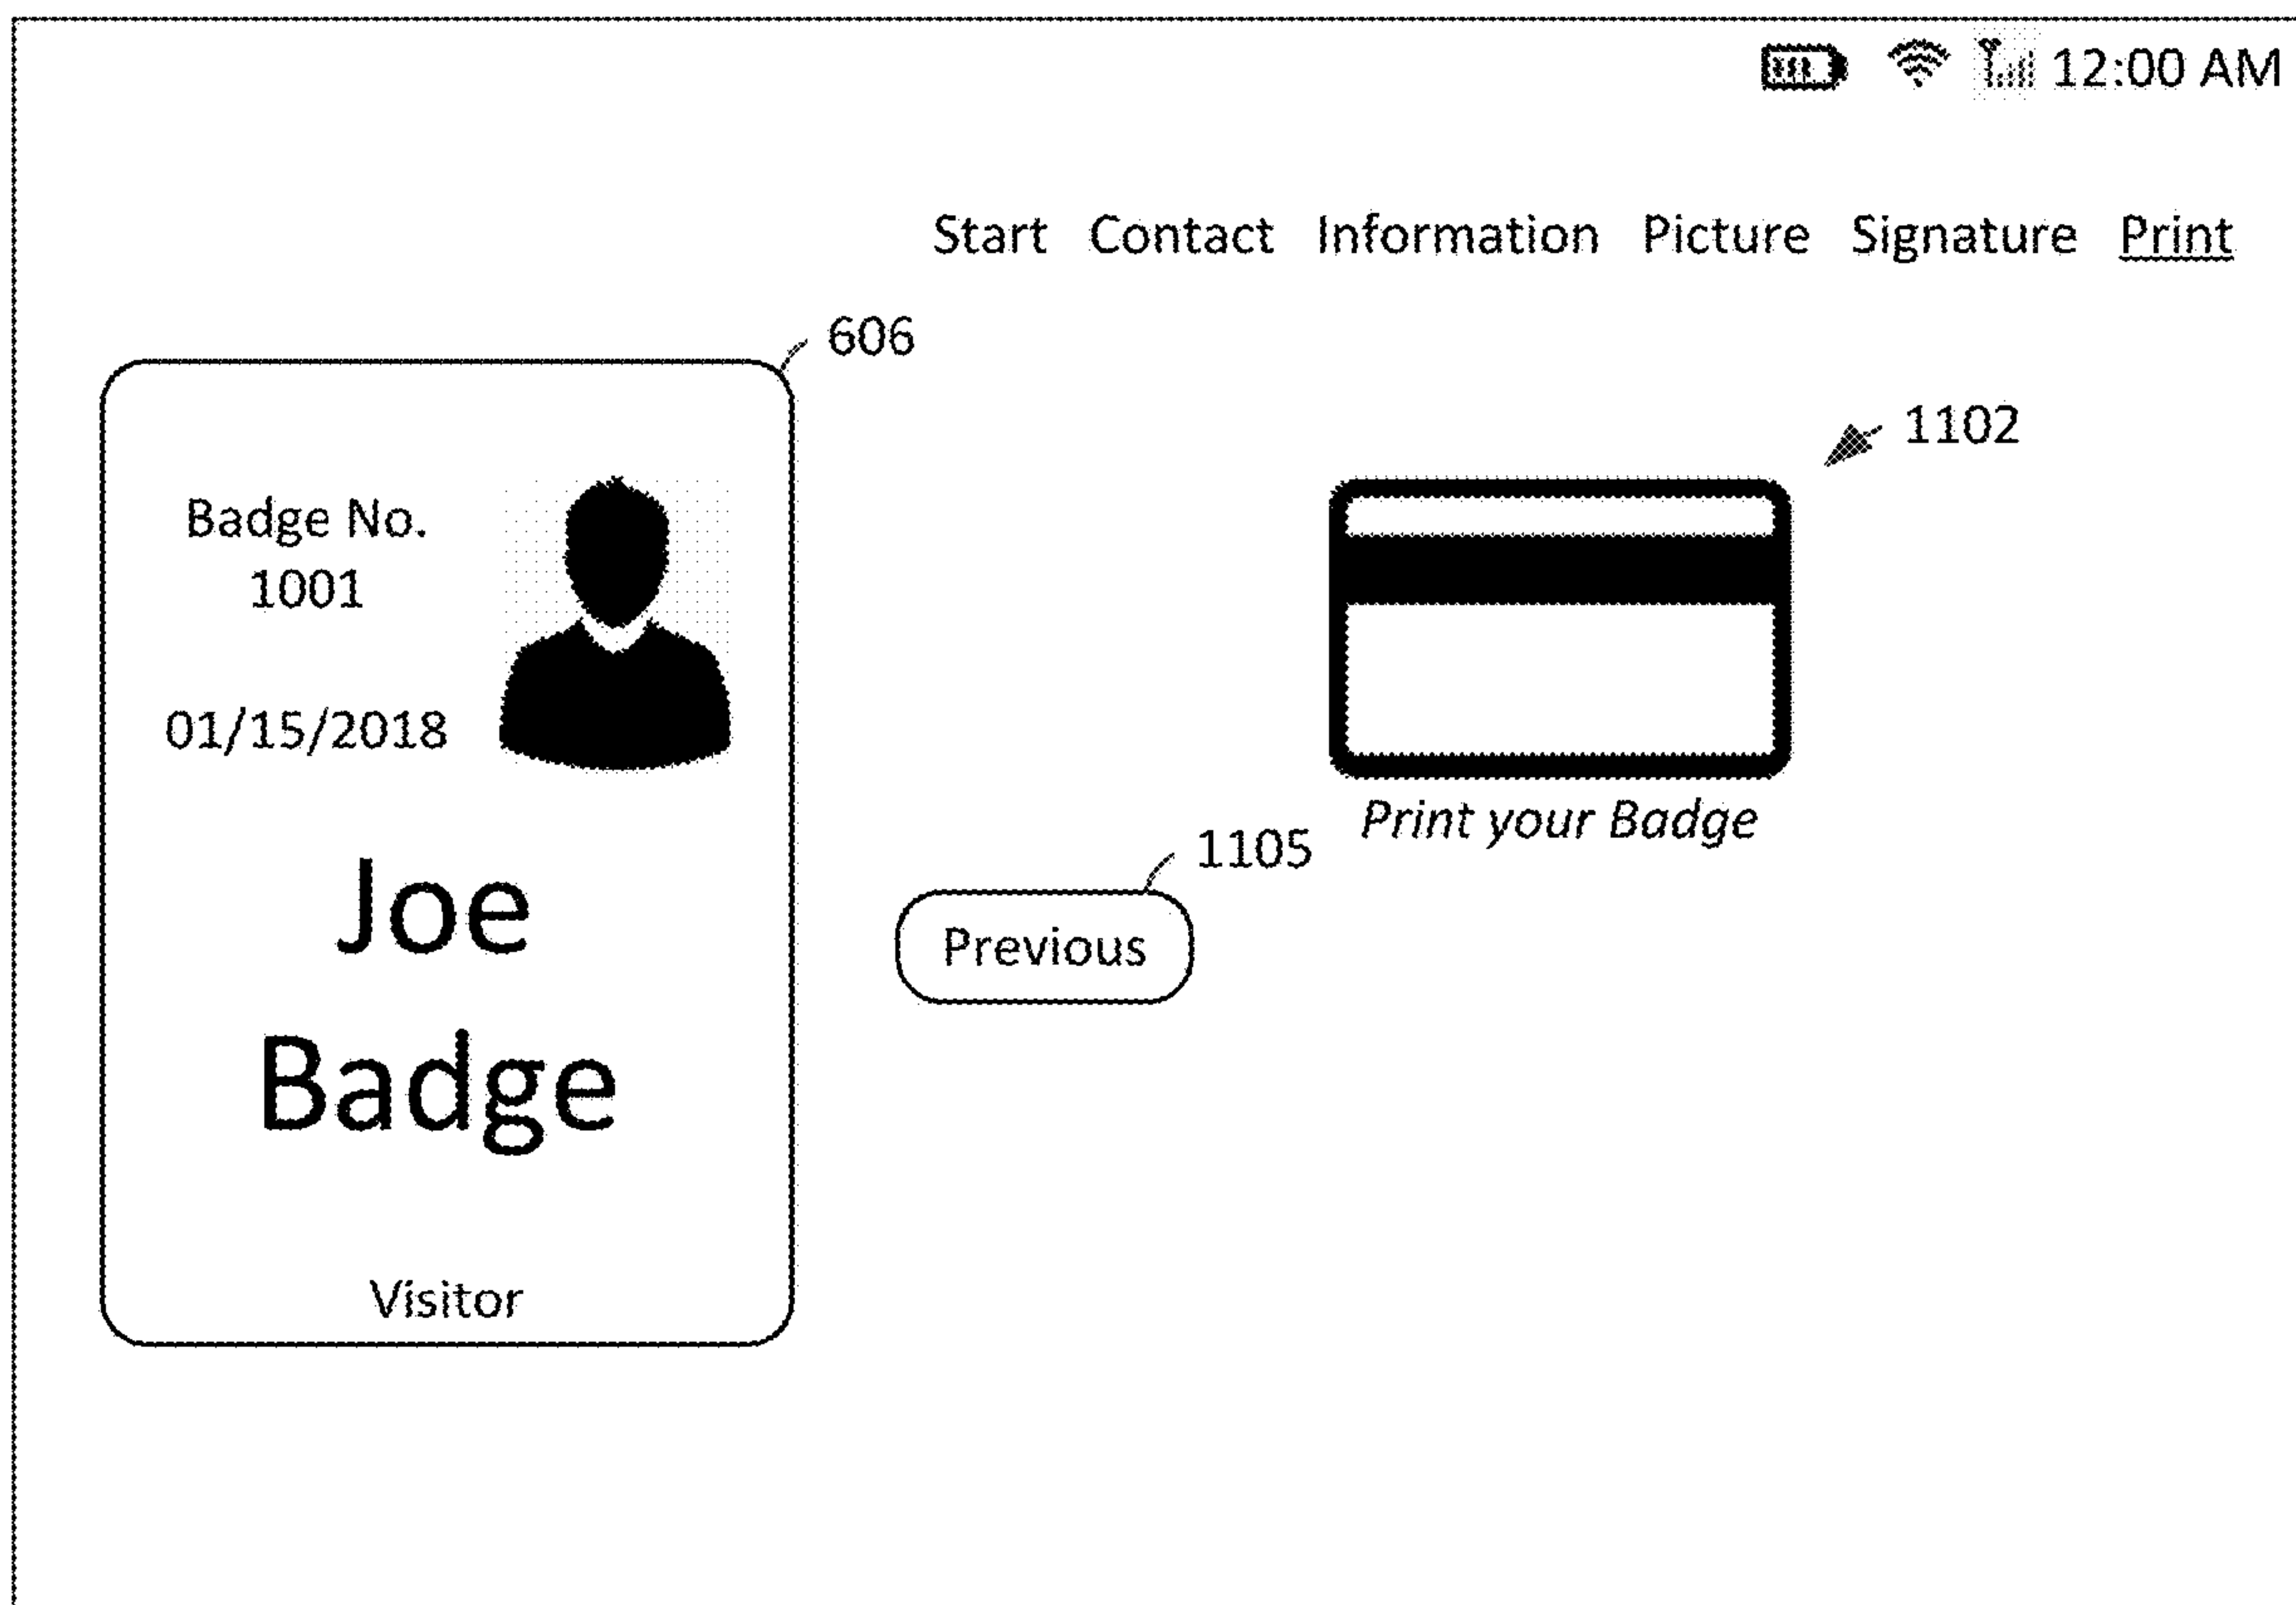 12:00 AM
Start Contact Information Picture Signature Print
606
1102
Badge No.
1001
01/15/2018
Joe
Badge
Visitor
Print your Badge
1105
Previous